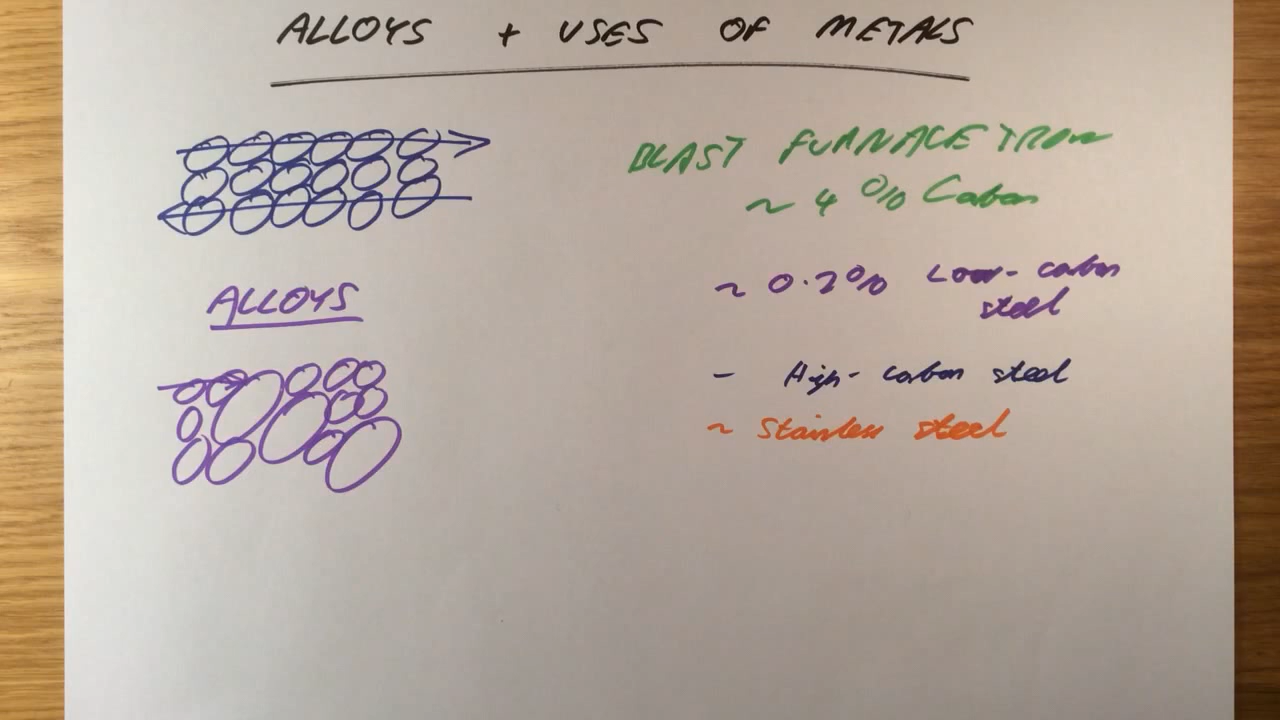 ALLOYS + USES OF METALS
BLAST FURNACE IRON
~ 4% Carbon
ALLOYS
~ 0.2% Low-carbon
steel
- High-carbon steel
~ Stainless steel